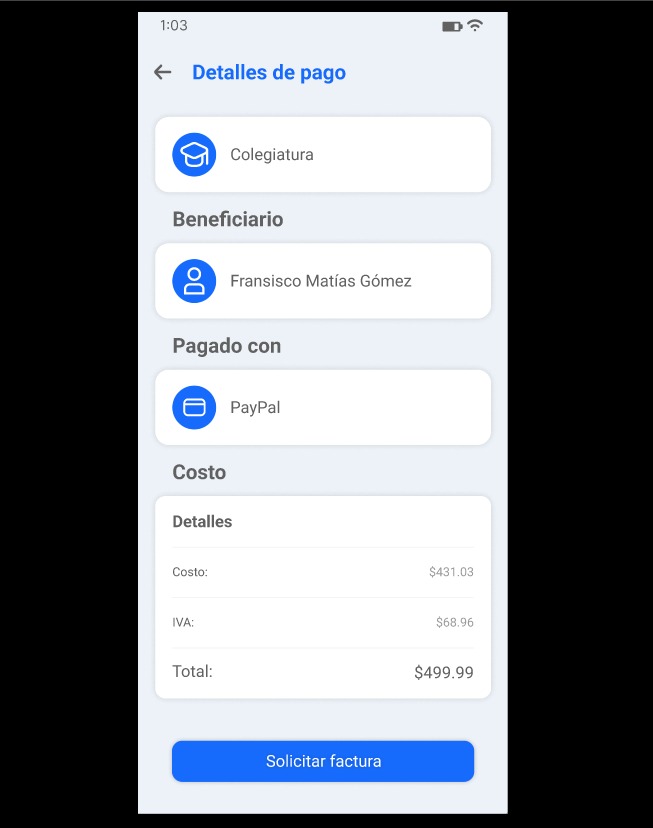 1:03
Detalles de pago
Colegiatura
Beneficiario
Fransisco Matías Gómez
Pagado con
PayPal
Costo
Detalles
Costo: $431.03
IVA: $68.96
Total: $499.99
Solicitar factura